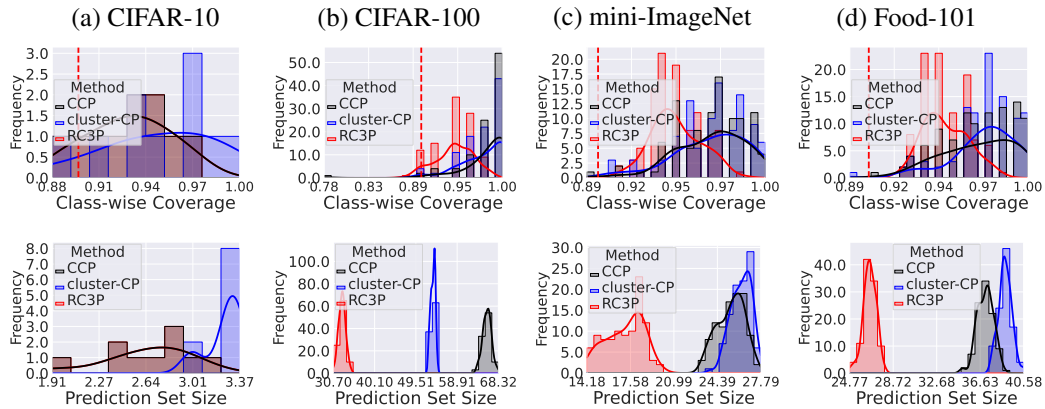 (a) CIFAR-10
(b) CIFAR-100
(c) mini-ImageNet
(d) Food-101
3.0
2.5
2.0
1.5
1.0
0.5
0.0
Frequency
Method
CCP
cluster-CP
RC3P
0.88 0.91 0.94 0.97 1.00
Class-wise Coverage
50.0
40.0
30.0
20.0
10.0
0.0
Frequency
Method
CCP
cluster-CP
RC3P
0.78 0.83 0.89 0.95 1.00
Class-wise Coverage
20.0
17.5
15.0
12.5
10.0
7.5
5.0
2.5
0.0
Frequency
Method
CCP
cluster-CP
RC3P
0.89 0.92 0.95 0.97 1.00
Class-wise Coverage
20.0
15.0
10.0
5.0
0.0
Frequency
Method
CCP
cluster-CP
RC3P
0.89 0.92 0.94 0.97 1.00
Class-wise Coverage
8.0
7.0
6.0
5.0
4.0
3.0
2.0
1.0
0.0
Frequency
Method
CCP
cluster-CP
RC3P
1.91 2.27 2.64 3.01 3.37
Prediction Set Size
100.0
80.0
60.0
40.0
20.0
0.0
Frequency
Method
CCP
cluster-CP
RC3P
30.70 40.10 49.51 58.91 68.32
Prediction Set Size
30.0
25.0
20.0
15.0
10.0
5.0
0.0
Frequency
Method
CCP
cluster-CP
RC3P
14.18 17.58 20.99 24.39 27.79
Prediction Set Size
40.0
30.0
20.0
10.0
0.0
Frequency
Method
CCP
cluster-CP
RC3P
24.77 28.72 32.68 36.63 40.58
Prediction Set Size